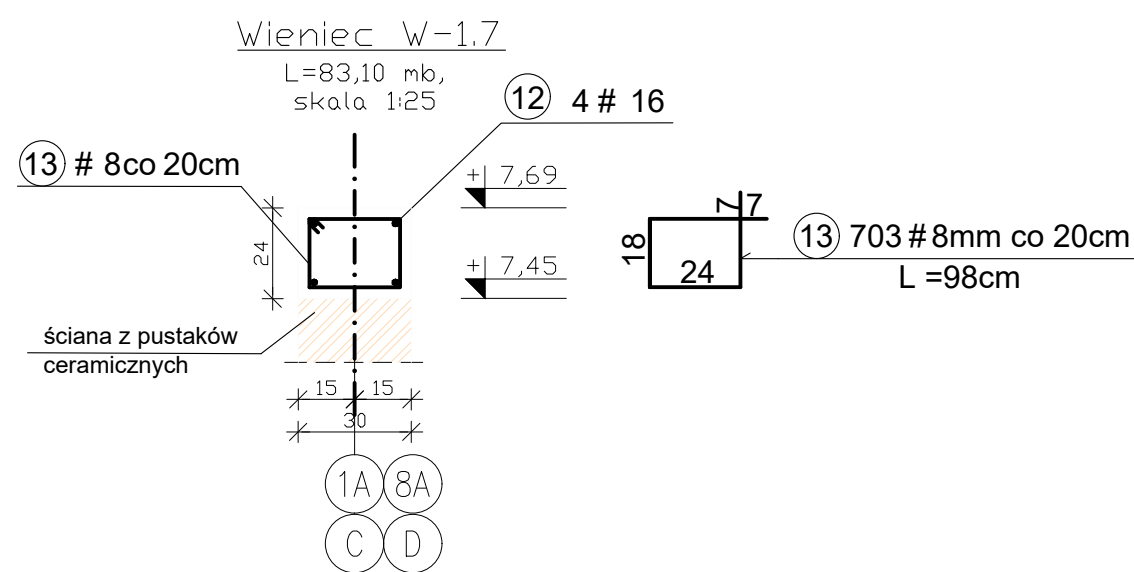 Wieniec W-1.7
L=83,10 mb,
skala 1:25
12 4 # 16
13 # 8co 20cm
+ 7,69
24
+ 7,45
ściana z pustaków
ceramicznych
15 15
30
1A 8A
C D
7 7
18
24
13 703 #8mm co 20cm
L =98cm